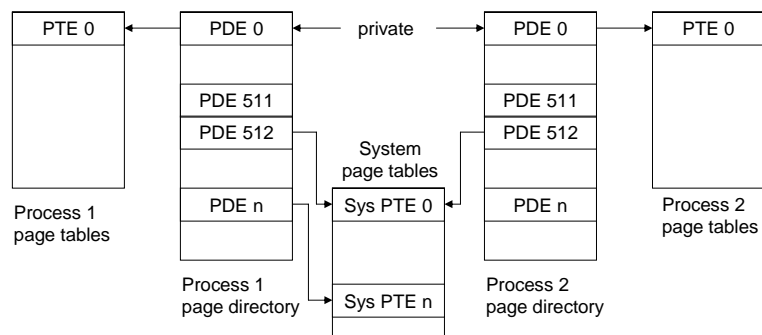 PTE 0
PDE 0
private
PDE 0
PTE 0
PDE 511
PDE 511
PDE 512
PDE 512
System
page tables
PDE n
Sys PTE 0
PDE n
Process 1
page tables
Process 2
page tables
Process 1
page directory
Process 2
page directory
Sys PTE n